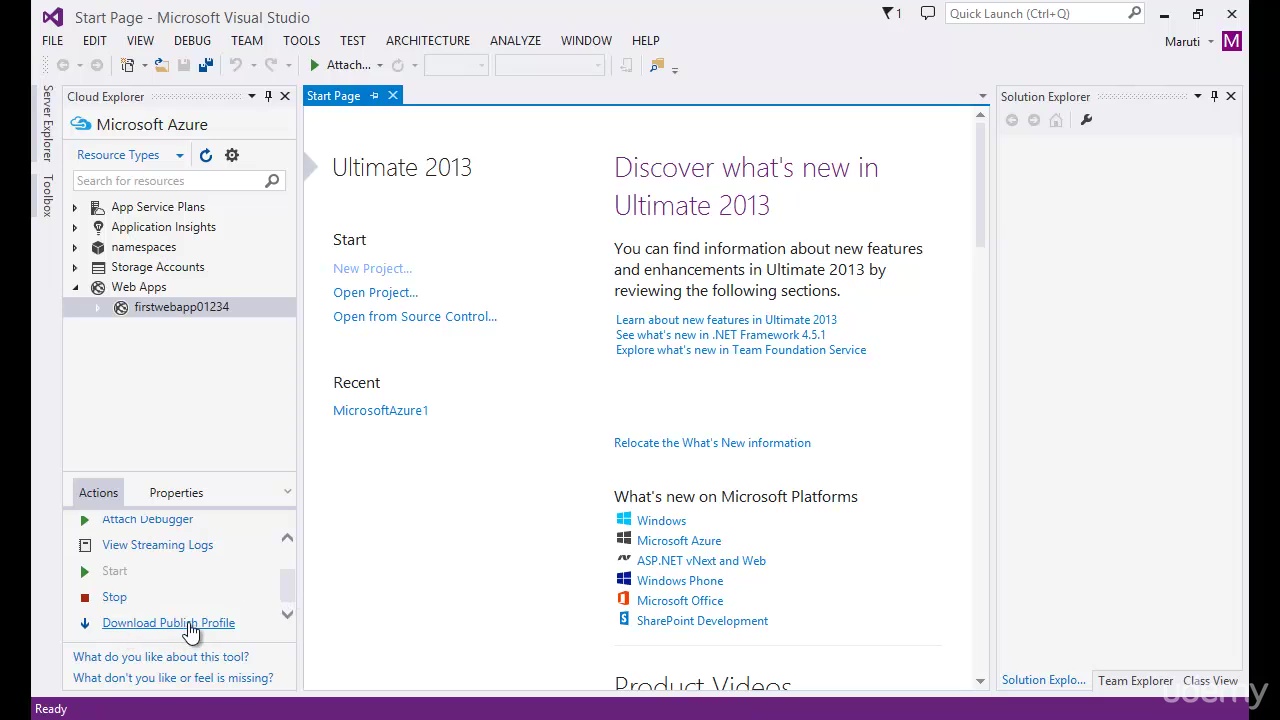 Start Page - Microsoft Visual Studio
1
Quick Launch (Ctrl+Q)
FILE EDIT VIEW DEBUG TEAM TOOLS TEST ARCHITECTURE ANALYZE WINDOW HELP
Maruti M
Attach...
Server Explorer
Toolbox
Cloud Explorer
Microsoft Azure
Resource Types
Search for resources
App Service Plans
Application Insights
namespaces
Storage Accounts
Web Apps
firstwebapp01234
Actions Properties
Attach Debugger
View Streaming Logs
Start
Stop
Download Publish Profile
What do you like about this tool?
What don't you like or feel is missing?
Start Page
Ultimate 2013
Start
New Project...
Open Project...
Open from Source Control...
Recent
MicrosoftAzure1
Discover what's new in
Ultimate 2013
You can find information about new features
and enhancements in Ultimate 2013 by
reviewing the following sections.
Learn about new features in Ultimate 2013
See what's new in .NET Framework 4.5.1
Explore what's new in Team Foundation Service
Relocate the What's New information
What's new on Microsoft Platforms
Windows
Microsoft Azure
ASP.NET vNext and Web
Windows Phone
Microsoft Office
SharePoint Development
Product Videos
Solution Explorer
Solution Explo... Team Explorer Class View
udemy
Ready